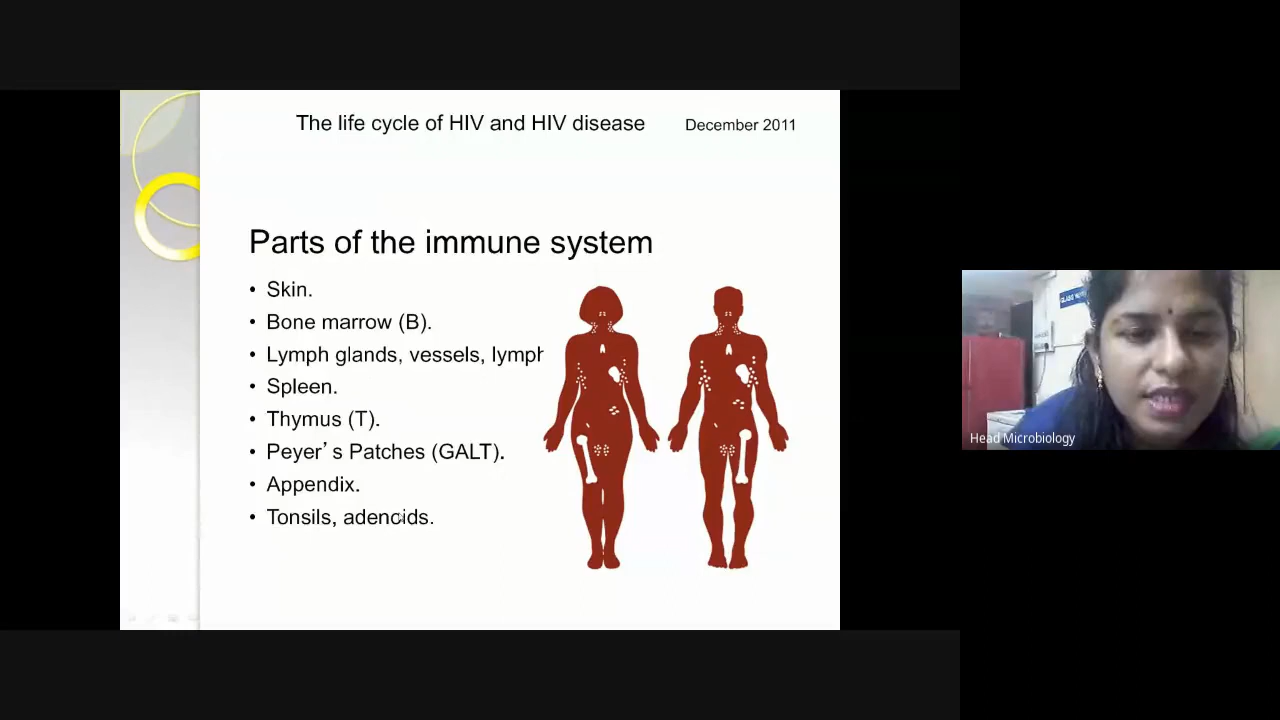 The life cycle of HIV and HIV disease December 2011
Parts of the immune system
• Skin.
• Bone marrow (B).
• Lymph glands, vessels, lymph
• Spleen.
• Thymus (T).
• Peyer’s Patches (GALT).
• Appendix.
• Tonsils, adenoids.
Head Microbiology